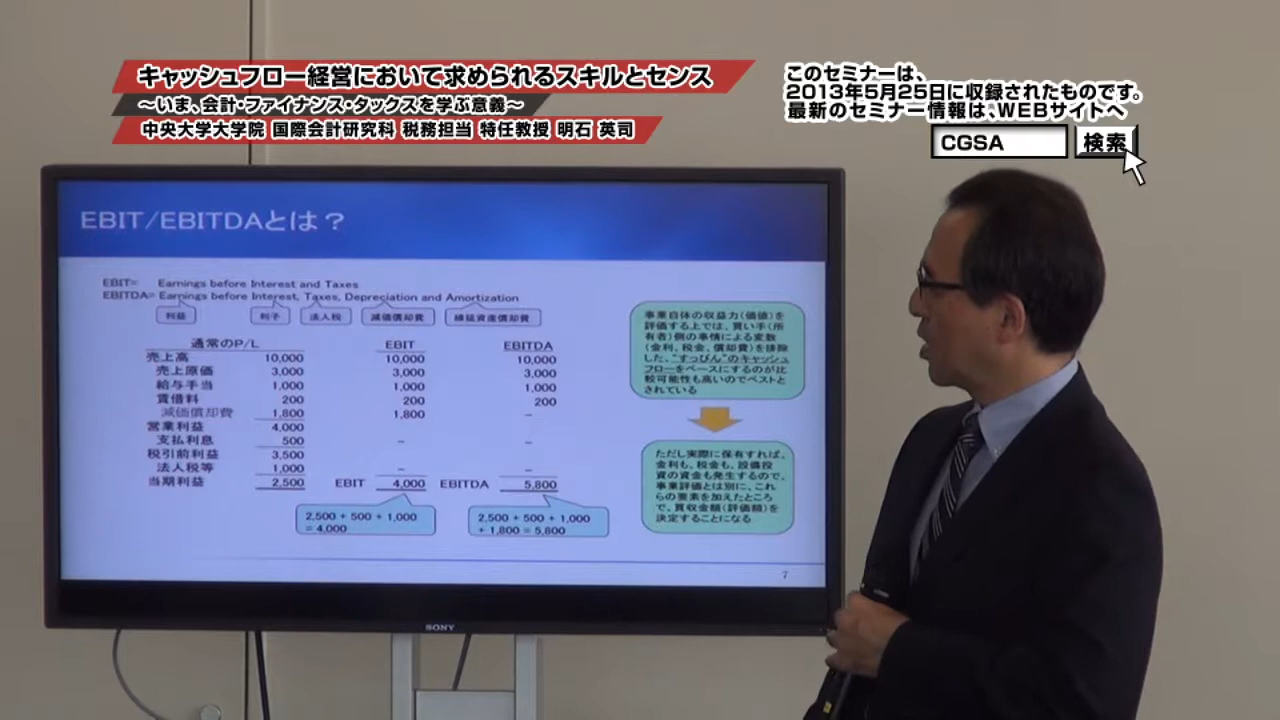 キャッシュフロー経営において求められるスキルとセンス
～いま、会計・ファイナンス・タックスを学ぶ意義～
中央大学大学院 国際会計研究科 税務担当 特任教授 明石 英司
このセミナーは、
2013年5月25日に収録されたものです。
最新のセミナー情報は、WEBサイトへ
CGSA 検索
EBIT/EBITDAとは？
EBIT= Earnings before Interest and Taxes
EBITDA= Earnings before Interest, Taxes, Depreciation and Amortization
利益 利子 法人税 減価償却費 繰延資産償却費
通常のP/L EBIT EBITDA
売上高 10,000 10,000 10,000
売上原価 3,000 3,000 3,000
給与手当 1,000 1,000 1,000
賃借料 200 200 200
減価償却費 1,800 1,800 –
営業利益 4,000
支払利息 500 – –
税引前利益 3,500
法人税等 1,000 – –
当期利益 2,500 EBIT 4,000 EBITDA 5,800
2,500 + 500 + 1,000
= 4,000
2,500 + 500 + 1,000
+ 1,800 = 5,800
事業自体の収益力(価値)を
評価する上では、買い手(所
有者)側の事情による変数
(金利、税金、償却費)を排除
した、“すっぴん”のキャッシュ
フローをベースにするのが比
較可能性も高いのでベストと
されている
ただし実際に保有すれば、
金利も、税金も、設備投
資の資金も発生するので、
事業評価とは別に、これ
らの要素を加えたところ
で、買収金額(評価額)を
決定することになる
7
SONY